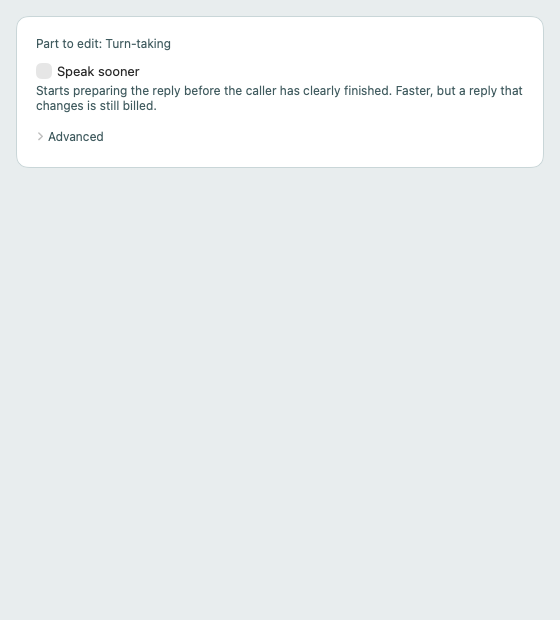 Part to edit: Turn-taking
Speak sooner
Starts preparing the reply before the caller has clearly finished. Faster, but a reply that
changes is still billed.
Advanced